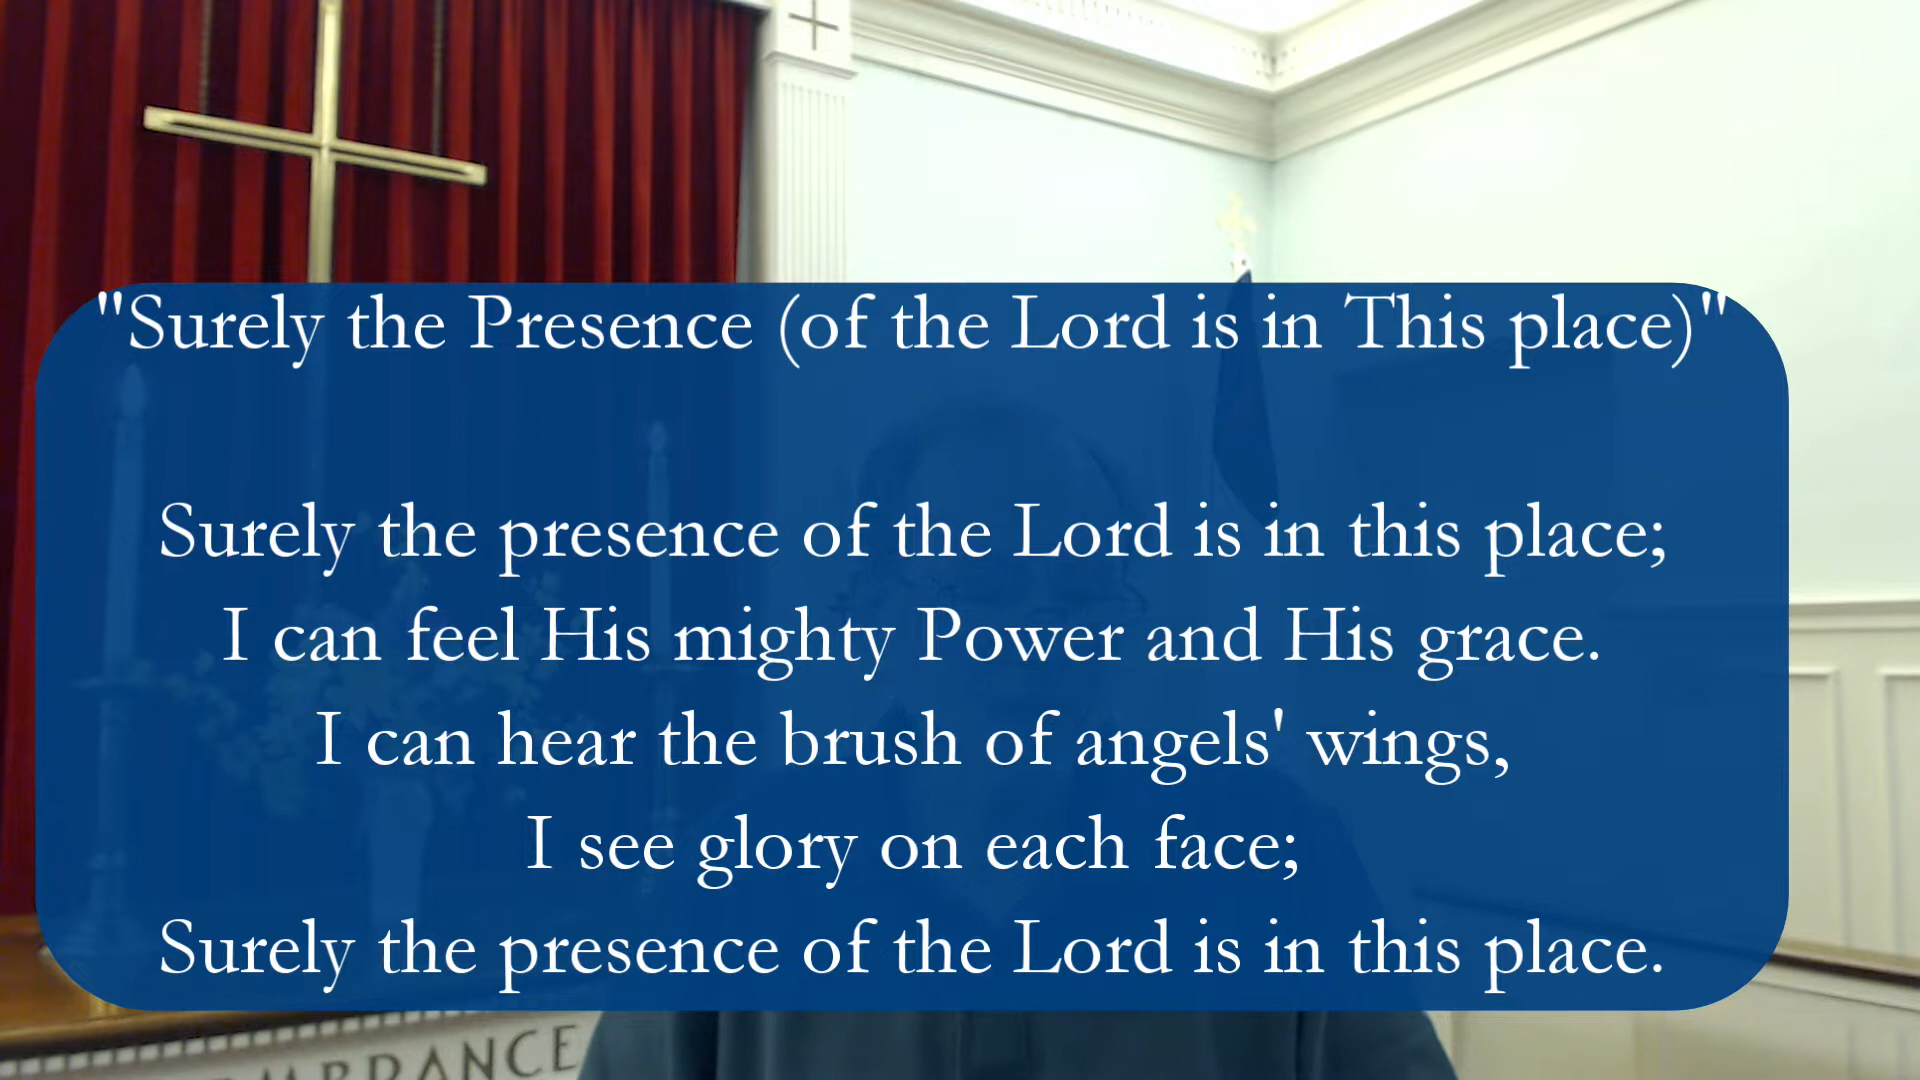 "Surely the Presence (of the Lord is in This place)"
Surely the presence of the Lord is in this place;
I can feel His mighty Power and His grace.
I can hear the brush of angels' wings,
I see glory on each face;
Surely the presence of the Lord is in this place.